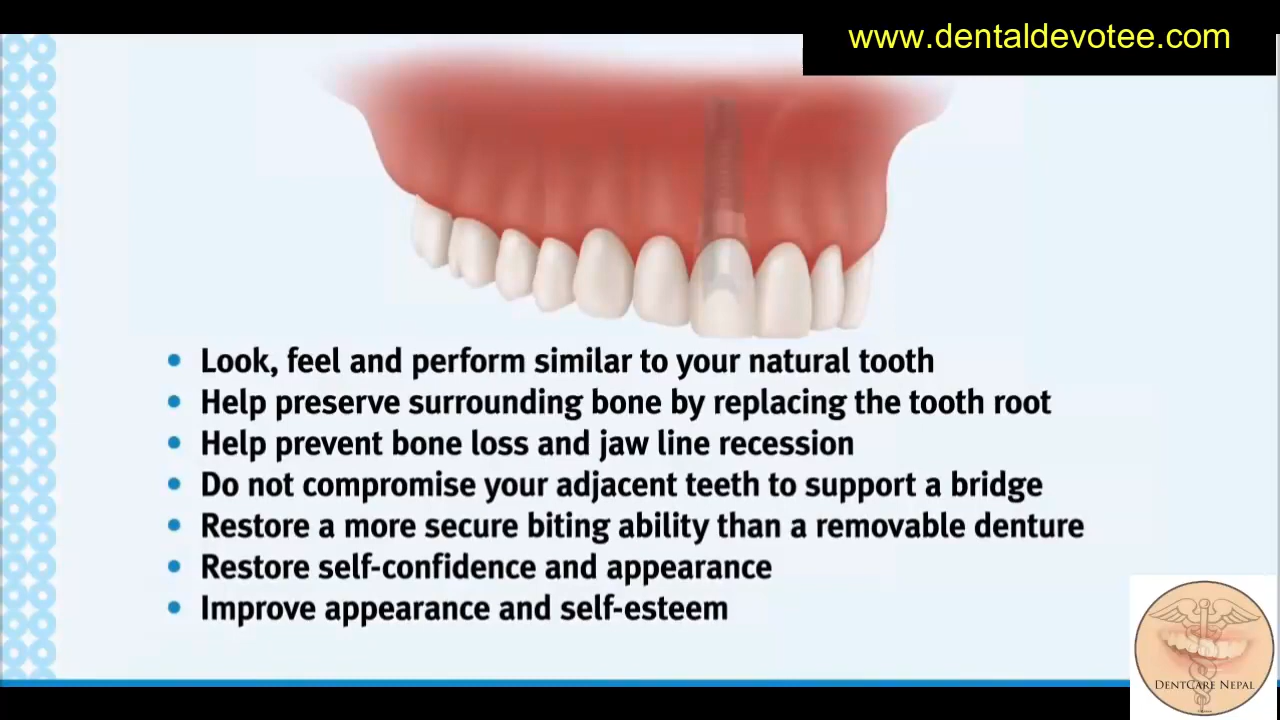 www.dentaldevotee.com
Look, feel and perform similar to your natural tooth
Help preserve surrounding bone by replacing the tooth root
Help prevent bone loss and jaw line recession
Do not compromise your adjacent teeth to support a bridge
Restore a more secure biting ability than a removable denture
Restore self-confidence and appearance
Improve appearance and self-esteem
DENTCARE NEPAL